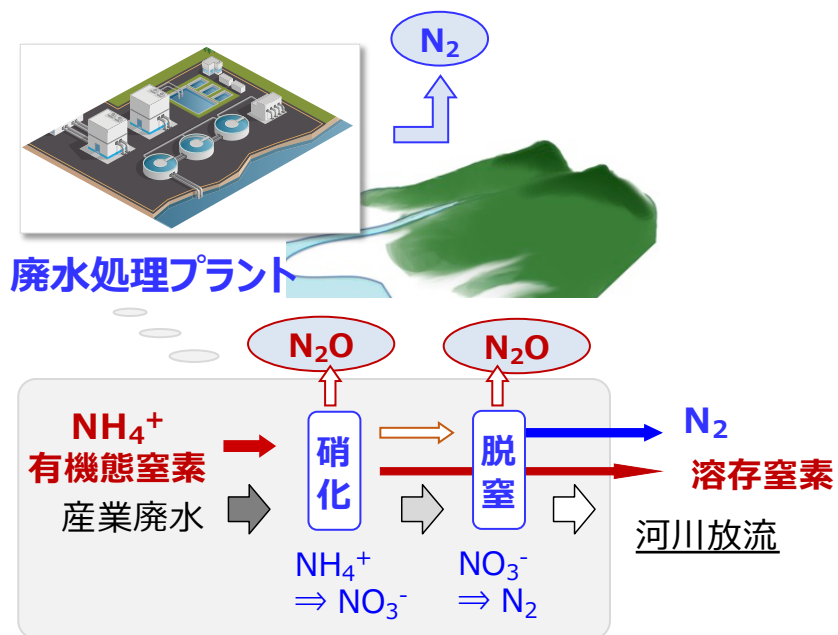 N₂
廃水処理プラント
N₂O
N₂O
NH₄⁺
有機態窒素
産業廃水
硝化
脱窒
N₂
溶存窒素
河川放流
NH₄⁺
⇒ NO₃⁻
NO₃⁻
⇒ N₂